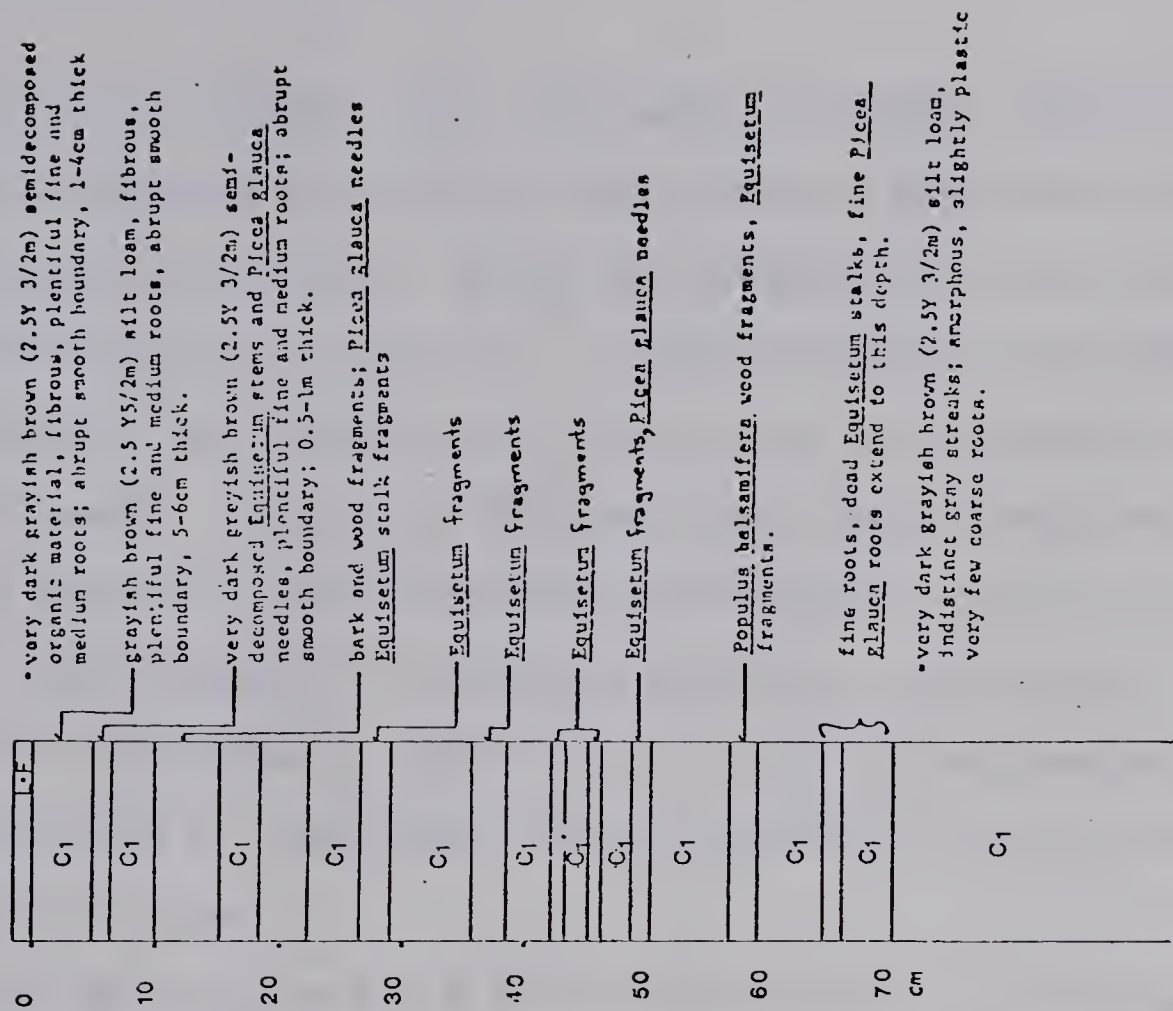 very dark grayish brown (2.5Y 3/2m) semidecomposed
organic material, fibrous, plentiful fine and
medium roots; abrupt smooth boundary, 1-4cm thick
grayish brown (2.5 Y5/2m) silt loam, fibrous,
plentiful fine and medium roots, abrupt smooth
boundary, 5-6cm thick.
very dark greyish brown (2.5Y 3/2m) semi-
decomposed Equisetum stems and Picea glauca
needles, plentiful fine and medium roots; abrupt
smooth boundary; 0.5-1m thick.
bark and wood fragments; Picea glauca needles
Equisetum stalk fragments
Equisetum fragments
Equisetum fragments
Equisetum fragments
Equisetum fragments, Picea glauca needles
Populus balsamifera wood fragments, Equisetum
fragments.
fine roots, dead Equisetum stalks, fine Picea
glauca roots extend to this depth.
very dark grayish brown (2.5Y 3/2m) silt loam,
indistinct gray streaks; amorphous, slightly plastic
very few coarse roots.
C1
C1
C1
C1
C1
C1
C1
C1
C1
C1
C1
C1
0
10
20
30
40
50
60
70
cm